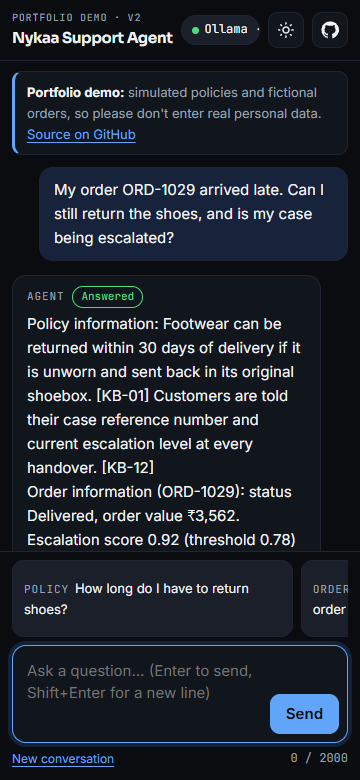 PORTFOLIO DEMO · V2
Nykaa Support Agent
Ollama ·
Portfolio demo: simulated policies and fictional
orders, so please don't enter real personal data.
Source on GitHub
My order ORD-1029 arrived late. Can I
still return the shoes, and is my case
being escalated?
AGENT Answered
Policy information: Footwear can be
returned within 30 days of delivery if it
is unworn and sent back in its original
shoebox. [KB-01] Customers are told
their case reference number and
current escalation level at every
handover. [KB-12]
Order information (ORD-1029): status
Delivered, order value ₹3,562.
Escalation score 0.92 (threshold 0.78)
POLICY How long do I have to return
shoes?
ORDER
order
Ask a question... (Enter to send,
Shift+Enter for a new line)
Send
New conversation
0 / 2000